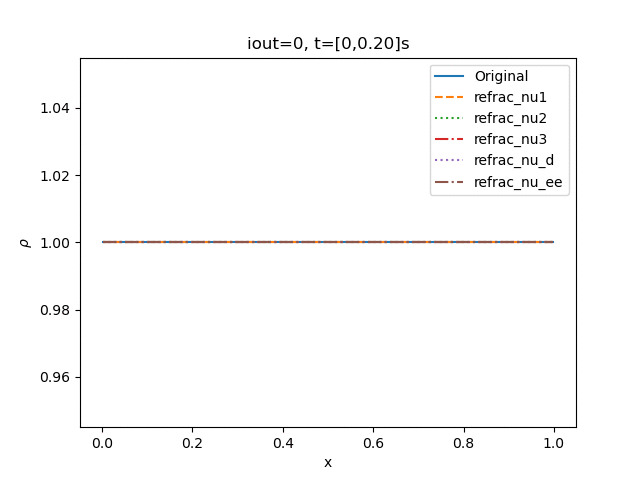 iout=0, t=[0,0.20]s
Original
refrac_nu1
refrac_nu2
refrac_nu3
refrac_nu_d
refrac_nu_ee
1.04
1.02
1.00
0.98
0.96
ρ
0.0 0.2 0.4 0.6 0.8 1.0
x